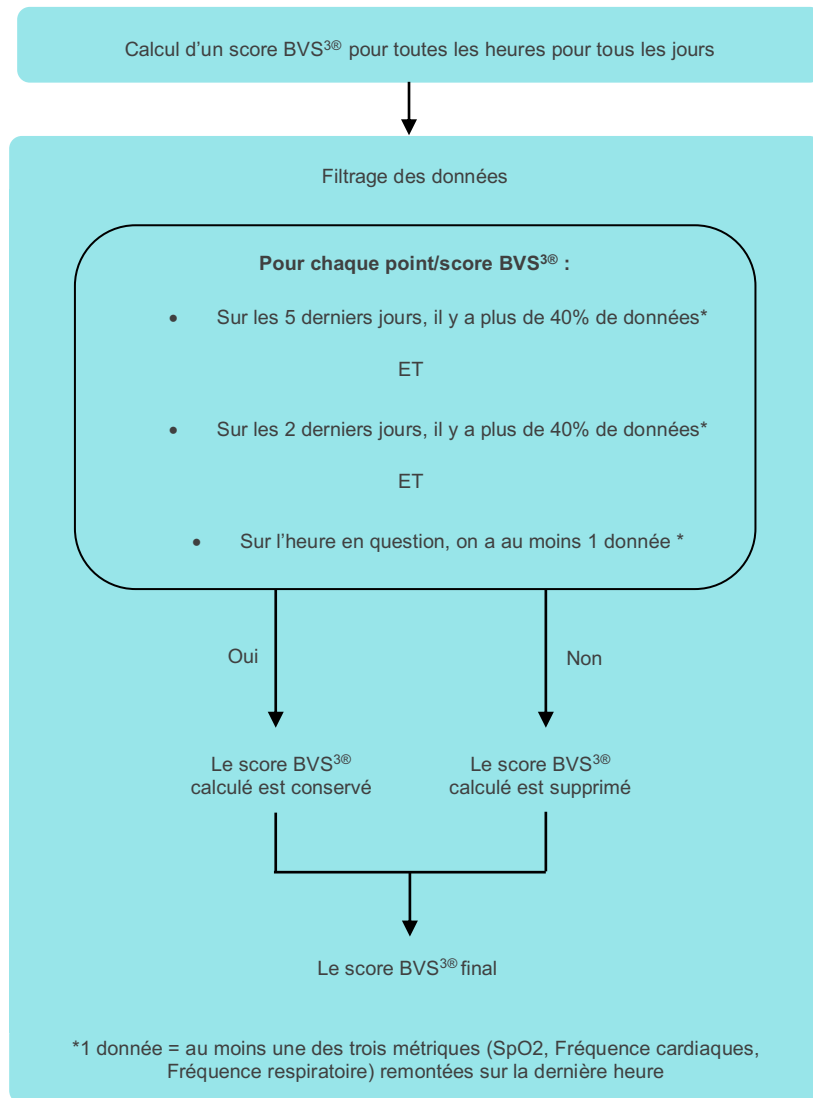 Calcul d'un score BVS³® pour toutes les heures pour tous les jours
Filtrage des données
Pour chaque point/score BVS³® :
• Sur les 5 derniers jours, il y a plus de 40% de données*
ET
• Sur les 2 derniers jours, il y a plus de 40% de données*
ET
• Sur l'heure en question, on a au moins 1 donnée *
Oui
Non
Le score BVS³®
calculé est conservé
Le score BVS³®
calculé est supprimé
Le score BVS³® final
*1 donnée = au moins une des trois métriques (SpO2, Fréquence cardiaques,
Fréquence respiratoire) remontées sur la dernière heure